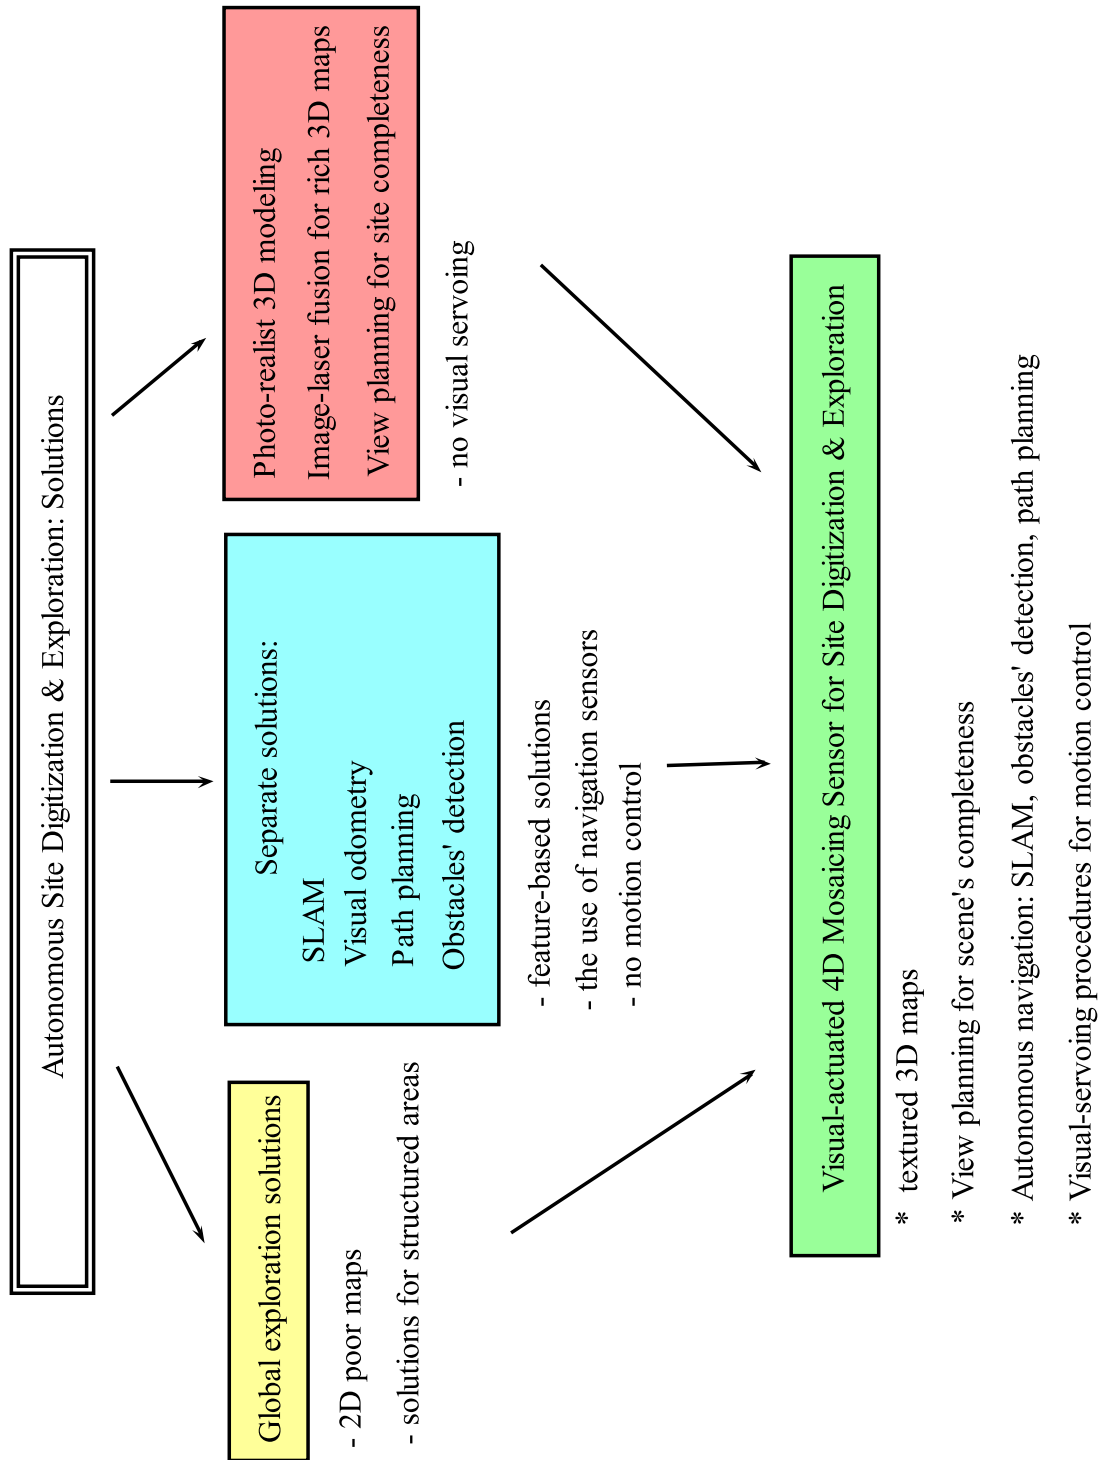 Autonomous Site Digitization & Exploration: Solutions
Global exploration solutions
- 2D poor maps
- solutions for structured areas
Separate solutions:
SLAM
Visual odometry
Path planning
Obstacles' detection
- feature-based solutions
- the use of navigation sensors
- no motion control
Photo-realist 3D modeling
Image-laser fusion for rich 3D maps
View planning for site completeness
- no visual servoing
Visual-actuated 4D Mosaicing Sensor for Site Digitization & Exploration
* textured 3D maps
* View planning for scene's completeness
* Autonomous navigation: SLAM, obstacles' detection, path planning
* Visual-servoing procedures for motion control